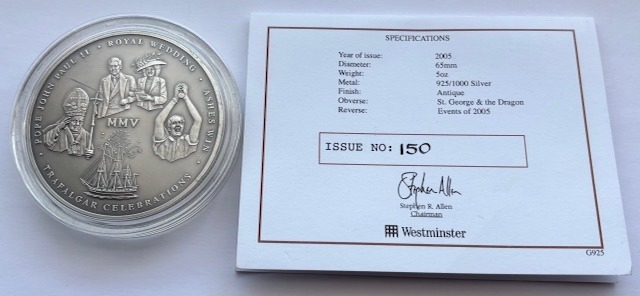 POPE JOHN PAUL II • ROYAL WEDDING • ASHES WIN • TRAFALGAR CELEBRATIONS •
MMV
SPECIFICATIONS
Year of issue: 2005
Diameter: 65mm
Weight: 5oz
Metal: 925/1000 Silver
Finish: Antique
Obverse: St. George & the Dragon
Reverse: Events of 2005
ISSUE NO: 150
Stephen Allen
Stephen R. Allen
Chairman
Westminster
G925